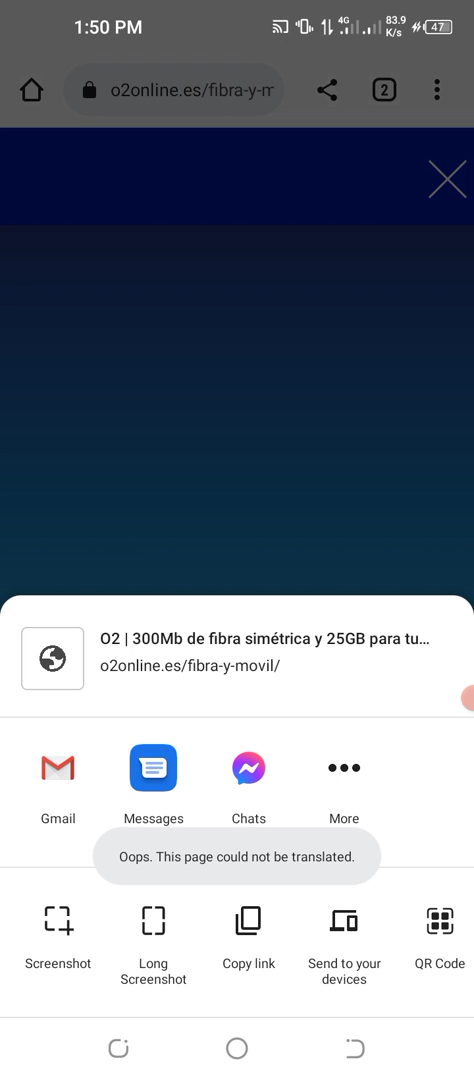 1:50 PM
4G
83.9
K/s
47
o2online.es/fibra-y-m
2
O2 | 300Mb de fibra simétrica y 25GB para tu...
o2online.es/fibra-y-movil/
Gmail
Messages
Chats
More
Oops. This page could not be translated.
Screenshot
Long
Screenshot
Copy link
Send to your
devices
QR Code